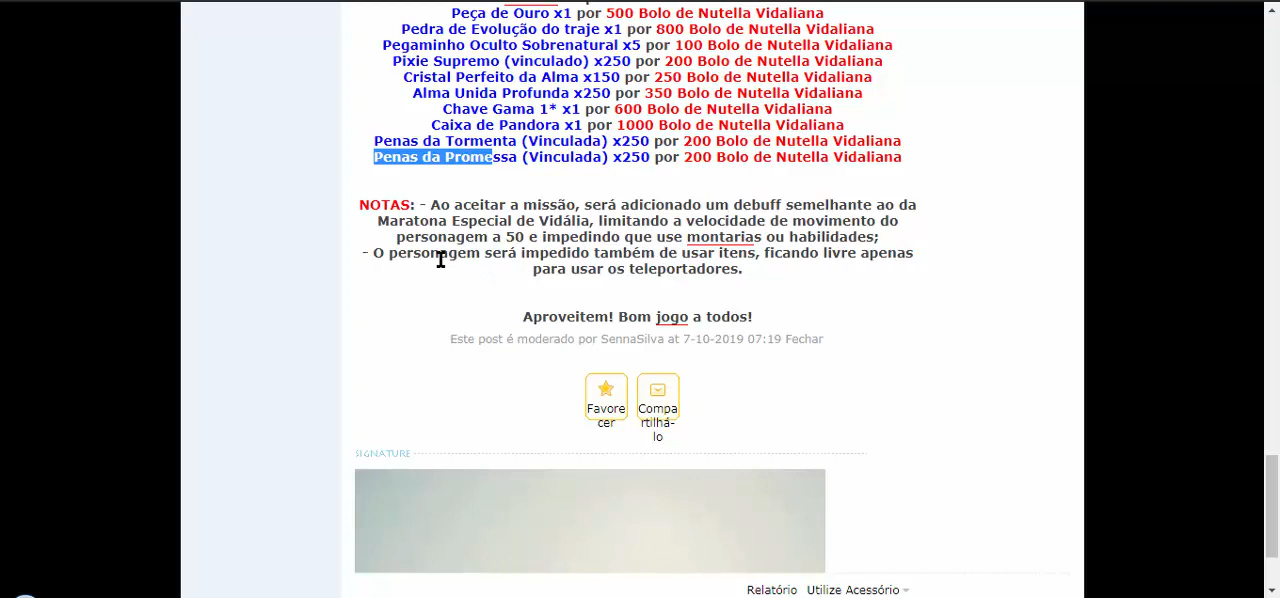 Peça de Ouro x1 por 500 Bolo de Nutella Vidaliana
Pedra de Evolução do traje x1 por 800 Bolo de Nutella Vidaliana
Pegaminho Oculto Sobrenatural x5 por 100 Bolo de Nutella Vidaliana
Pixie Supremo (vinculado) x250 por 200 Bolo de Nutella Vidaliana
Cristal Perfeito da Alma x150 por 250 Bolo de Nutella Vidaliana
Alma Unida Profunda x250 por 350 Bolo de Nutella Vidaliana
Chave Gama 1* x1 por 600 Bolo de Nutella Vidaliana
Caixa de Pandora x1 por 1000 Bolo de Nutella Vidaliana
Penas da Tormenta (Vinculada) x250 por 200 Bolo de Nutella Vidaliana
Penas da Promessa (Vinculada) x250 por 200 Bolo de Nutella Vidaliana
NOTAS: - Ao aceitar a missão, será adicionado um debuff semelhante ao da
Maratona Especial de Vidália, limitando a velocidade de movimento do
personagem a 50 e impedindo que use montarias ou habilidades;
- O personagem será impedido também de usar itens, ficando livre apenas
para usar os teleportadores.
Aproveitem! Bom jogo a todos!
Este post é moderado por SennaSilva at 7-10-2019 07:19 Fechar
Favore
cer
Compa
rtilhá-
lo
SIGNATURE
Relatório Utilize Acessório